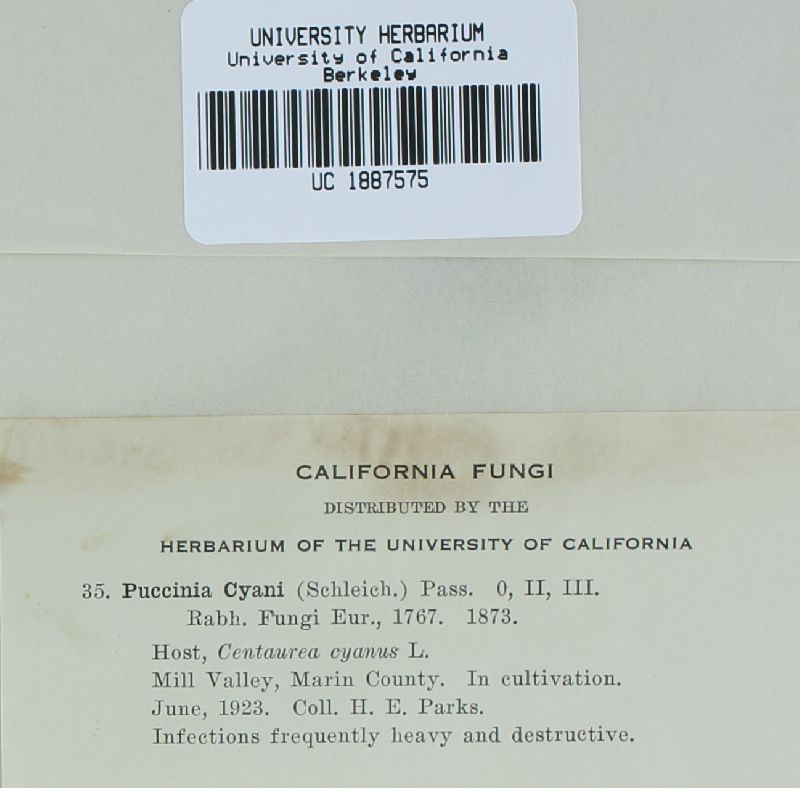 UNIVERSITY HERBARIUM
University of California
Berkeley
UC 1887575
CALIFORNIA FUNGI
DISTRIBUTED BY THE
HERBARIUM OF THE UNIVERSITY OF CALIFORNIA
35. Puccinia Cyani (Schleich.) Pass. 0, II, III.
Rabh. Fungi Eur., 1767. 1873.
Host, Centaurea cyanus L.
Mill Valley, Marin County. In cultivation.
June, 1923. Coll. H. E. Parks.
Infections frequently heavy and destructive.